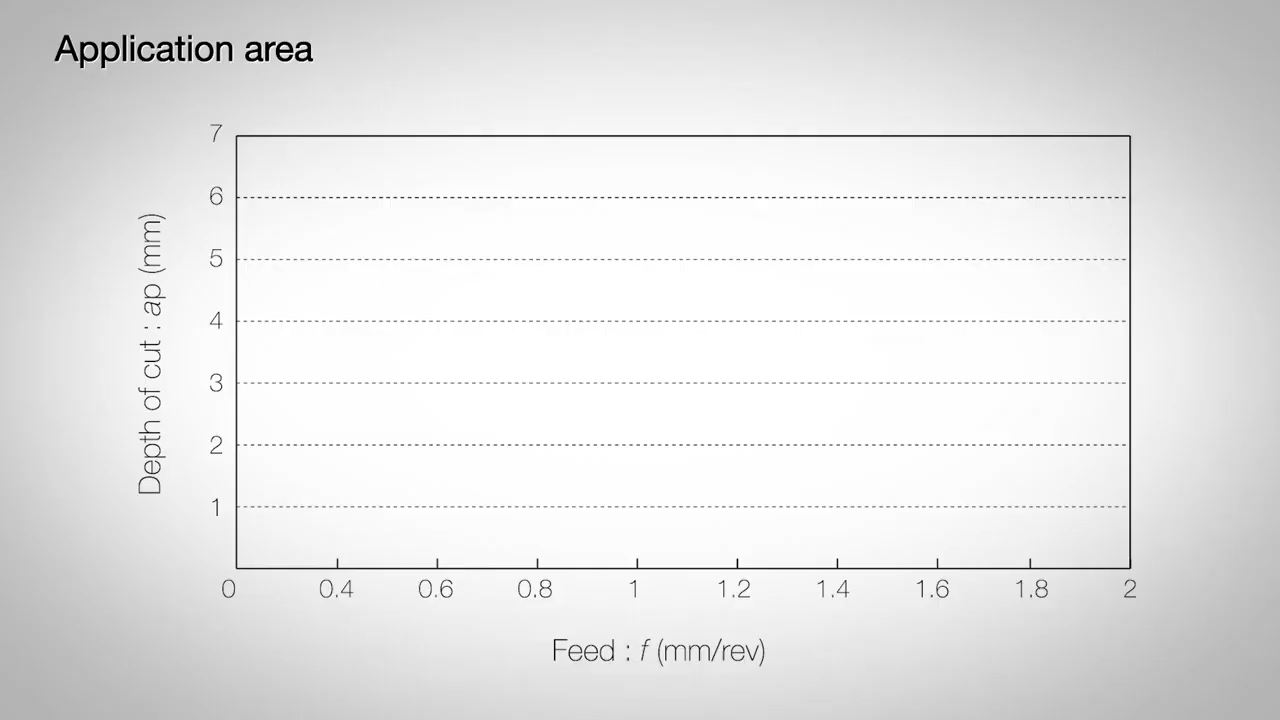 Application area
7
6
5
4
3
2
1
Depth of cut : ap (mm)
0 0.4 0.6 0.8 1 1.2 1.4 1.6 1.8 2
Feed : f (mm/rev)